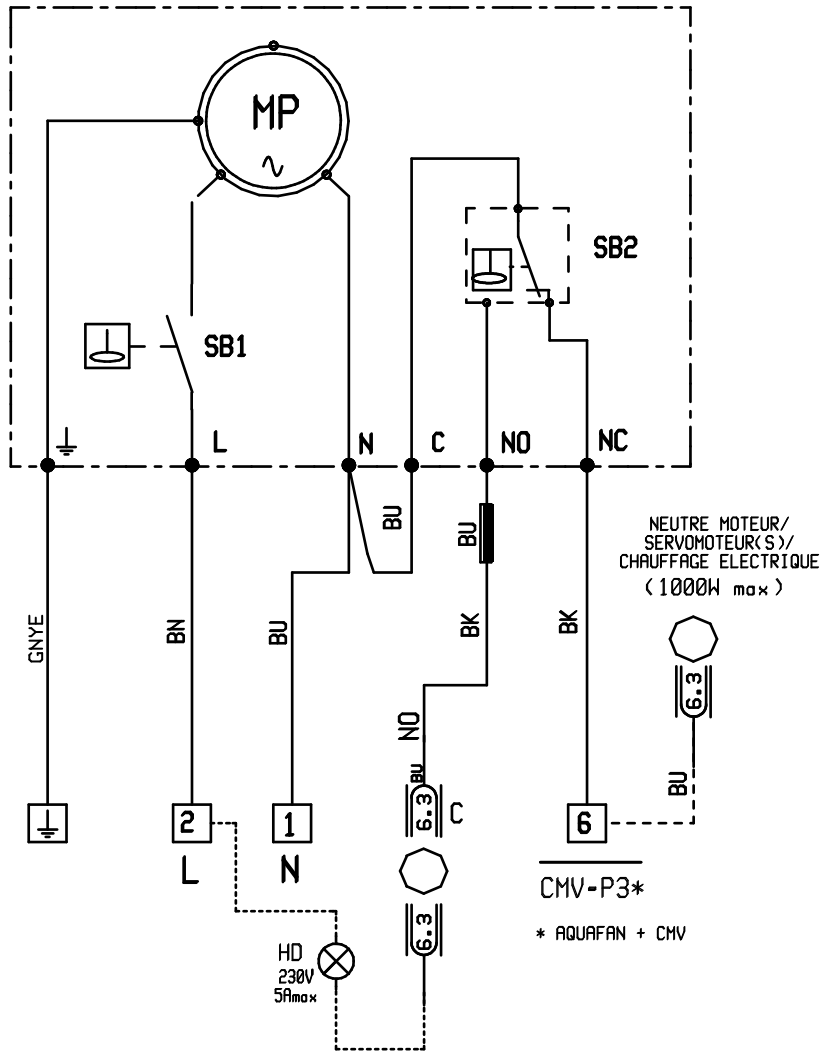 MP
SB2
SB1
L
N
C
NO
NC
BU
BU
NEUTRE MOTEUR/
SERVOMOTEUR(S)/
CHAUFFAGE ELECTRIQUE
(1000W max)
GNYE
BN
BU
BK
BK
6.3
NO
BU
BU
6.3
C
2
1
6
L
N
CMV-P3*
6.3
* AQUAFAN + CMV
HD
230V
5Amax